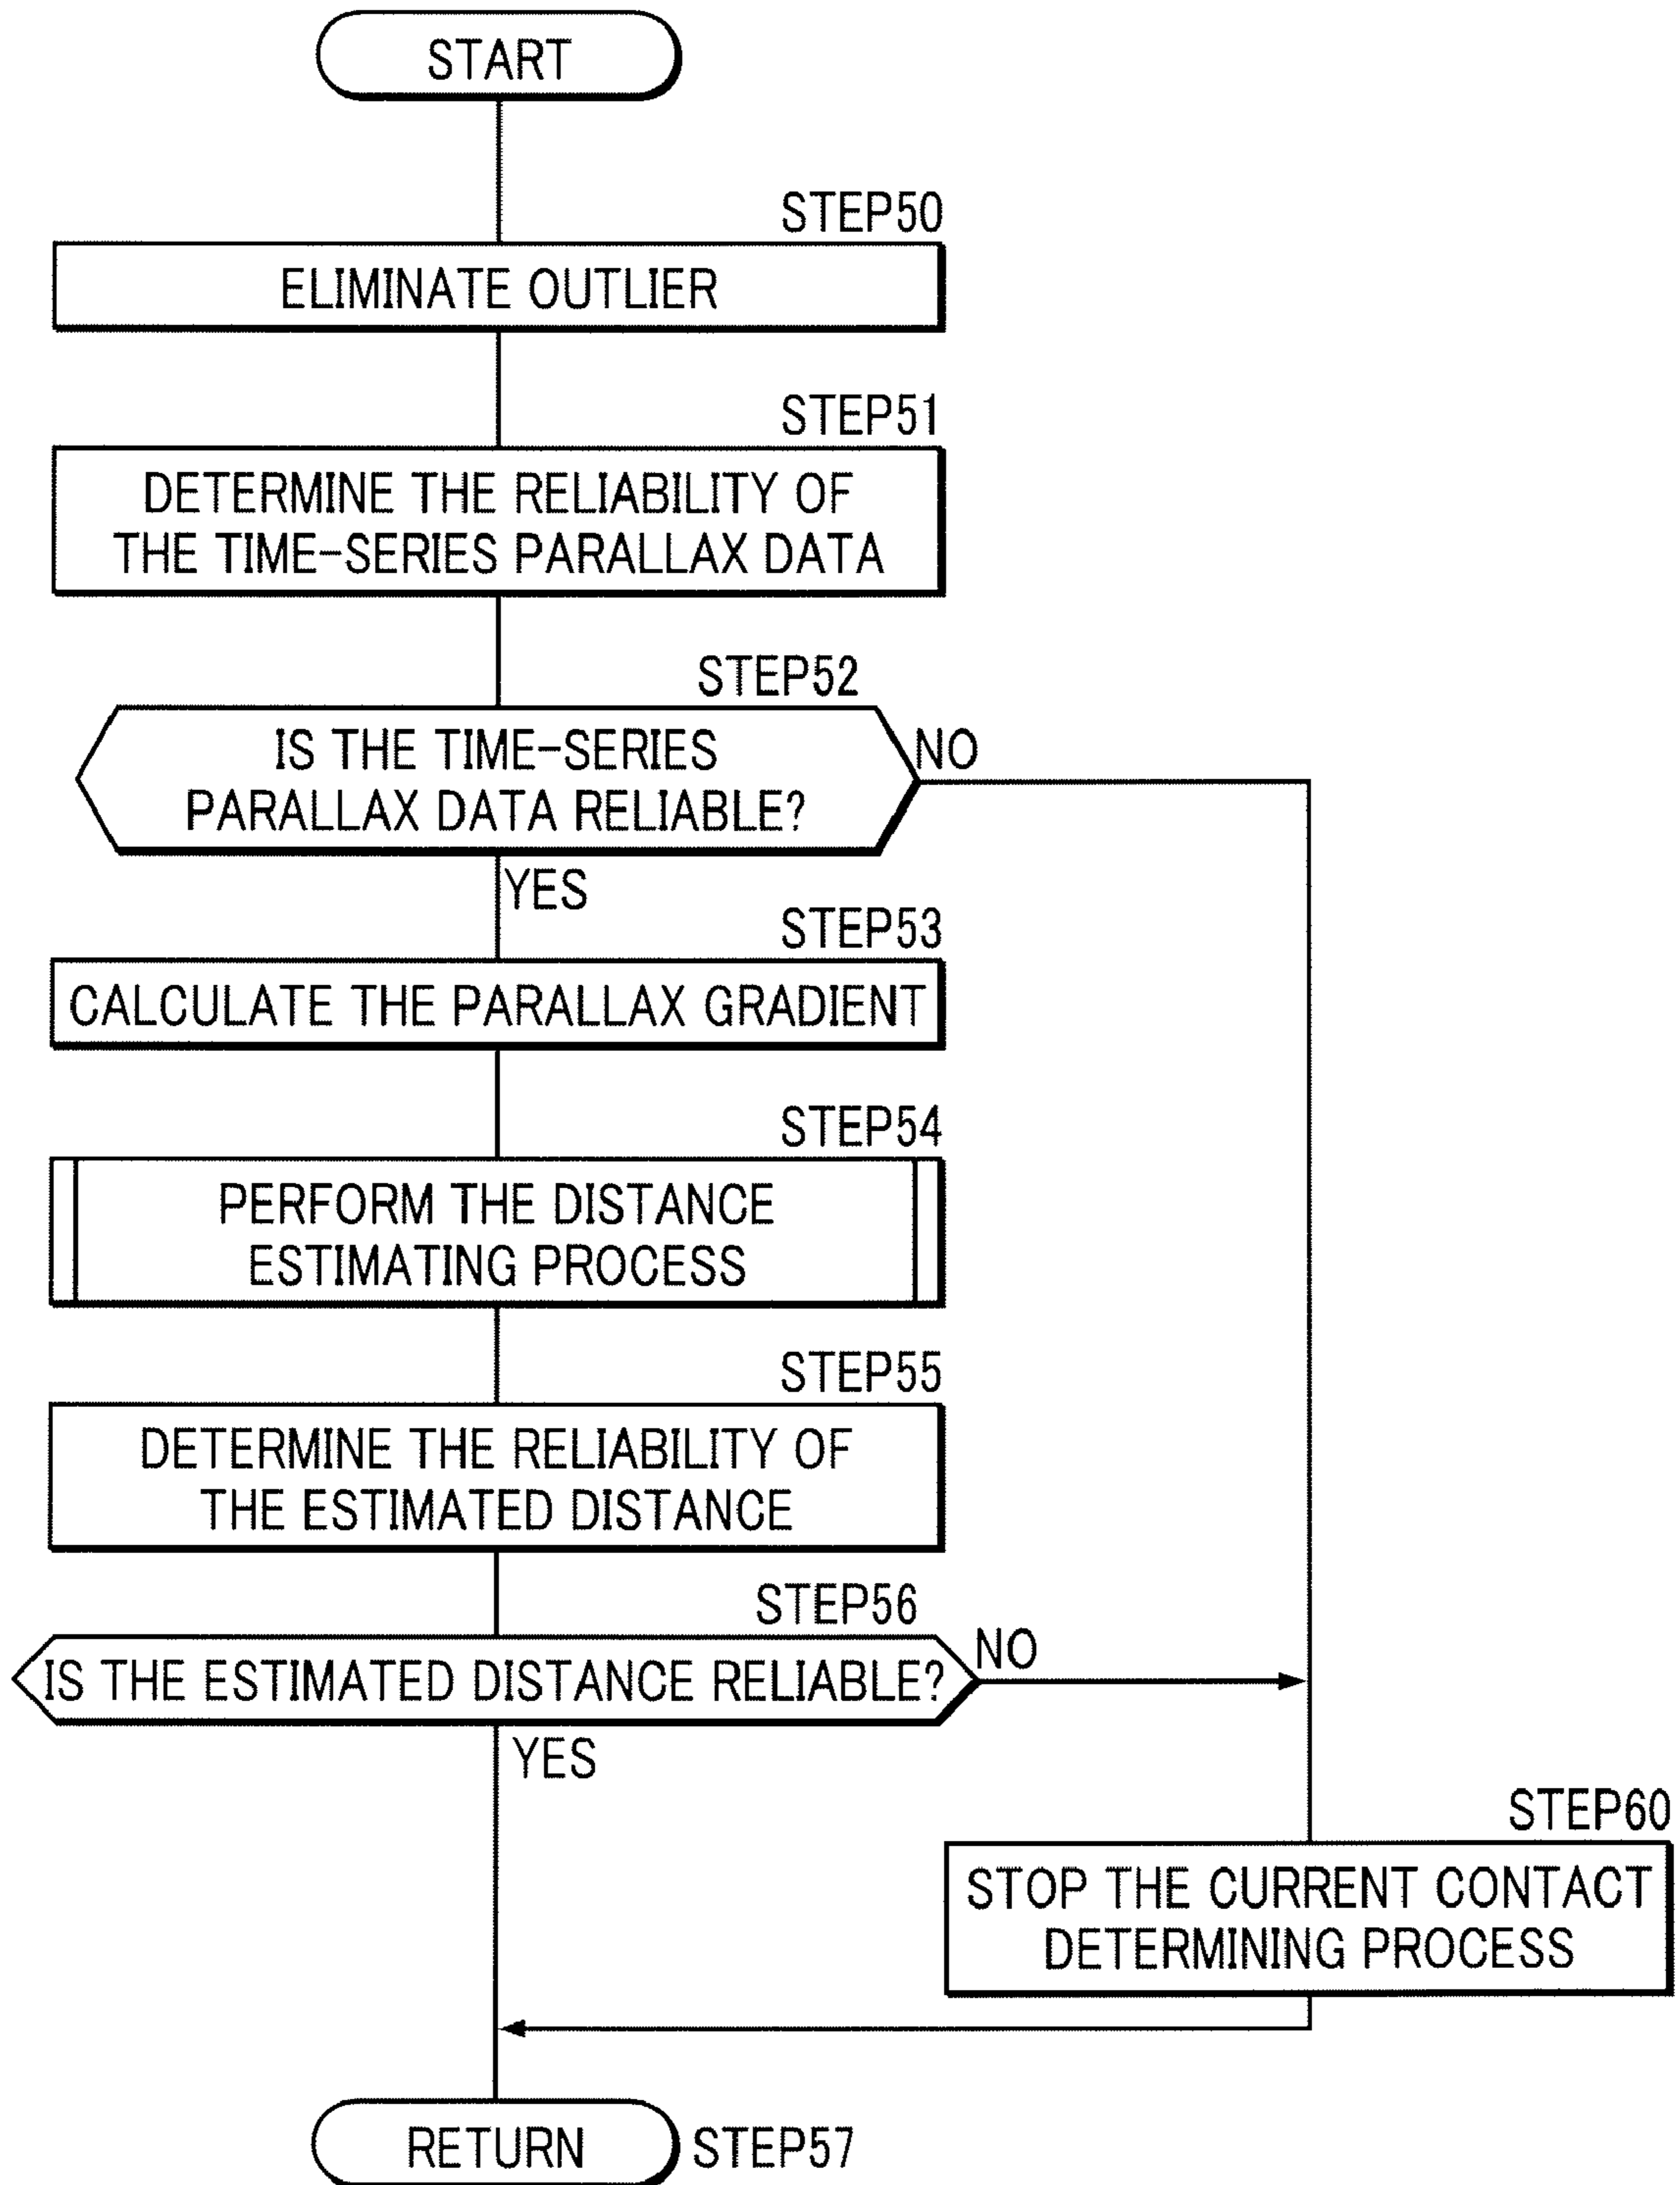 START
STEP50
ELIMINATE OUTLIER
STEP51
DETERMINE THE RELIABILITY OF
THE TIME-SERIES PARALLAX DATA
STEP52
IS THE TIME-SERIES
PARALLAX DATA RELIABLE?
NO
YES
STEP53
CALCULATE THE PARALLAX GRADIENT
STEP54
PERFORM THE DISTANCE
ESTIMATING PROCESS
STEP55
DETERMINE THE RELIABILITY OF
THE ESTIMATED DISTANCE
STEP56
IS THE ESTIMATED DISTANCE RELIABLE?
NO
YES
STEP60
STOP THE CURRENT CONTACT
DETERMINING PROCESS
RETURN
STEP57